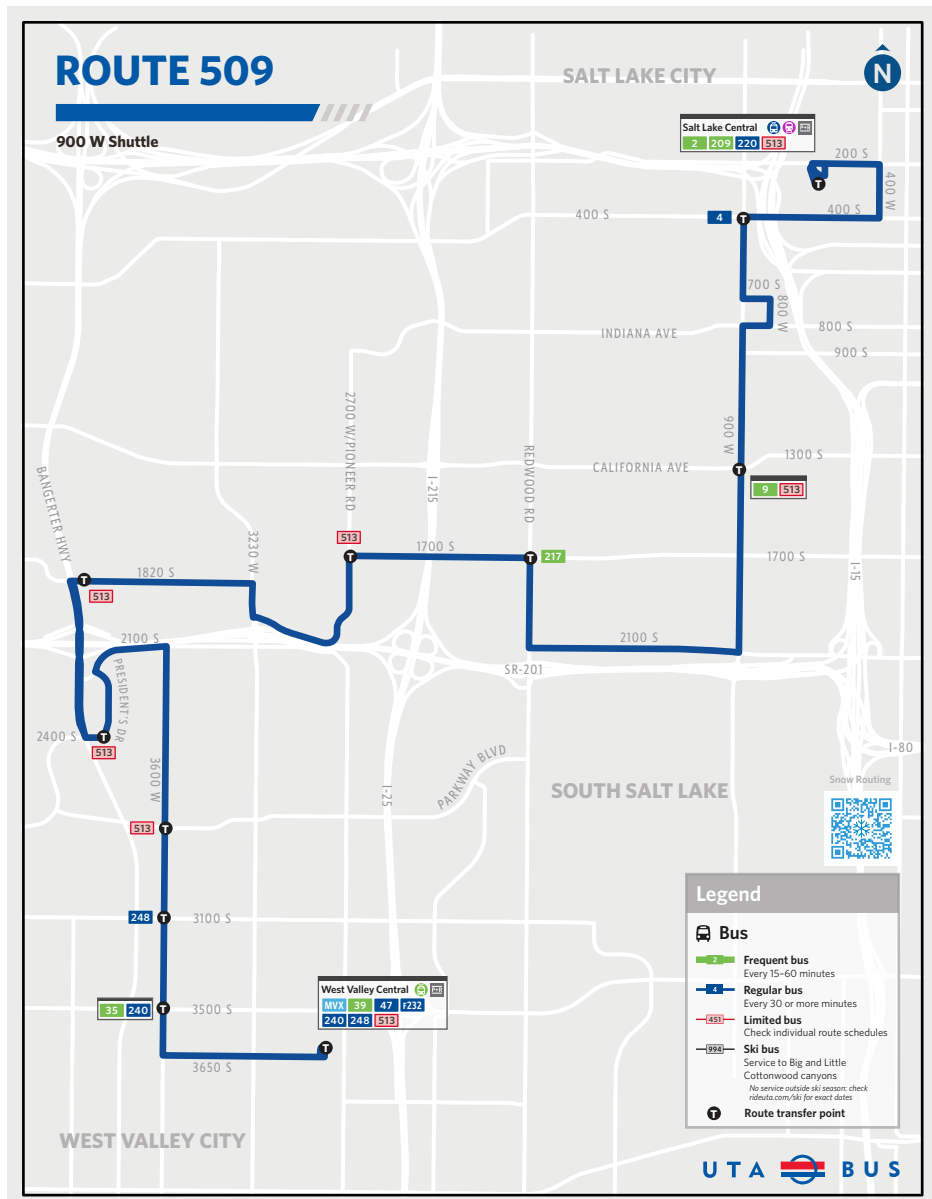 ROUTE 509
900 W Shuttle
SALT LAKE CITY
N
Salt Lake Central
2 209 220 513
T
200 S
400 W
400 S
400 S
4 T
700 S
800 W
INDIANA AVE
800 S
900 S
900 W
2700 W/PIONEER RD
REDWOOD RD
I-215
CALIFORNIA AVE
1300 S
T
9 513
BANGERTER HWY
3230 W
513
T
1700 S
T 217
1700 S
I-15
T
1820 S
513
2100 S
2100 S
SR-201
PRESIDENT'S DR
2400 S
T
513
I-80
3600 W
I-25
PARKWAY BLVD
SOUTH SALT LAKE
Snow Routing
513 T
248 T
3100 S
35 240 T
3500 S
West Valley Central
MVX 39 47 F232
240 248 513
T
3650 S
WEST VALLEY CITY
Legend
Bus
2 Frequent bus
Every 15–60 minutes
4 Regular bus
Every 30 or more minutes
451 Limited bus
Check individual route schedules
994 Ski bus
Service to Big and Little
Cottonwood canyons
No service outside ski season: check
rideuta.com/ski for exact dates
T Route transfer point
UTA BUS